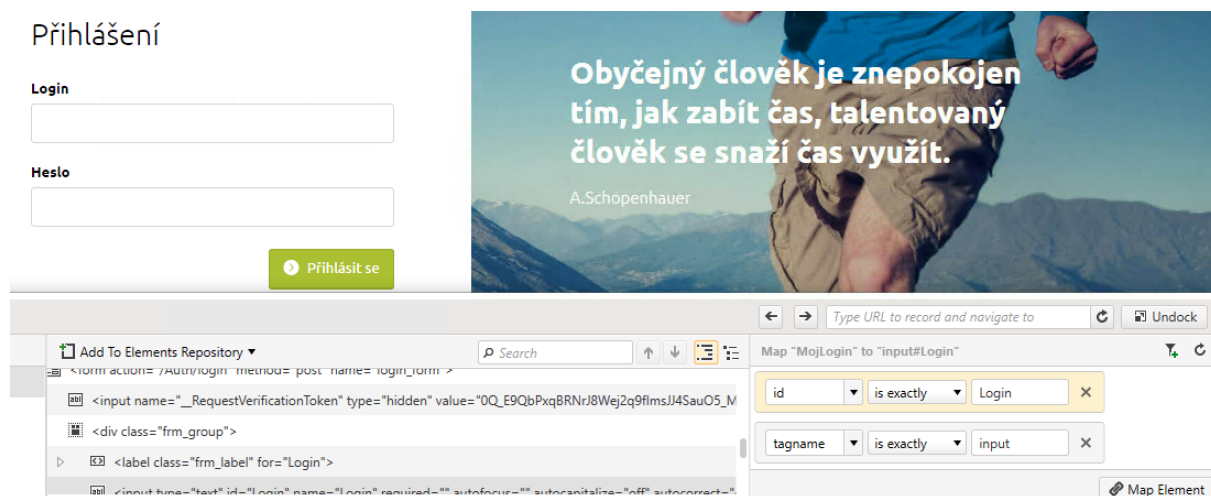 Přihlášení
Login
Heslo
Přihlásit se
Obyčejný člověk je znepokojen
tím, jak zabít čas, talentovaný
člověk se snaží čas využít.
A.Schopenhauer
Type URL to record and navigate to
Undock
Add To Elements Repository
Search
Map "MojLogin" to "input#Login"
<form action="/Auth/login" method="post" name="login_form">
<input name="__RequestVerificationToken" type="hidden" value="0Q_E9QbPxqBRNrJ8Wej2q9flmsJJ4SauO5_M
<div class="frm_group">
<label class="frm_label" for="Login">
<input type="text" id="Login" name="Login" required="" autofocus="" autocapitalize="off" autocorrect="
id is exactly Login
tagname is exactly input
Map Element